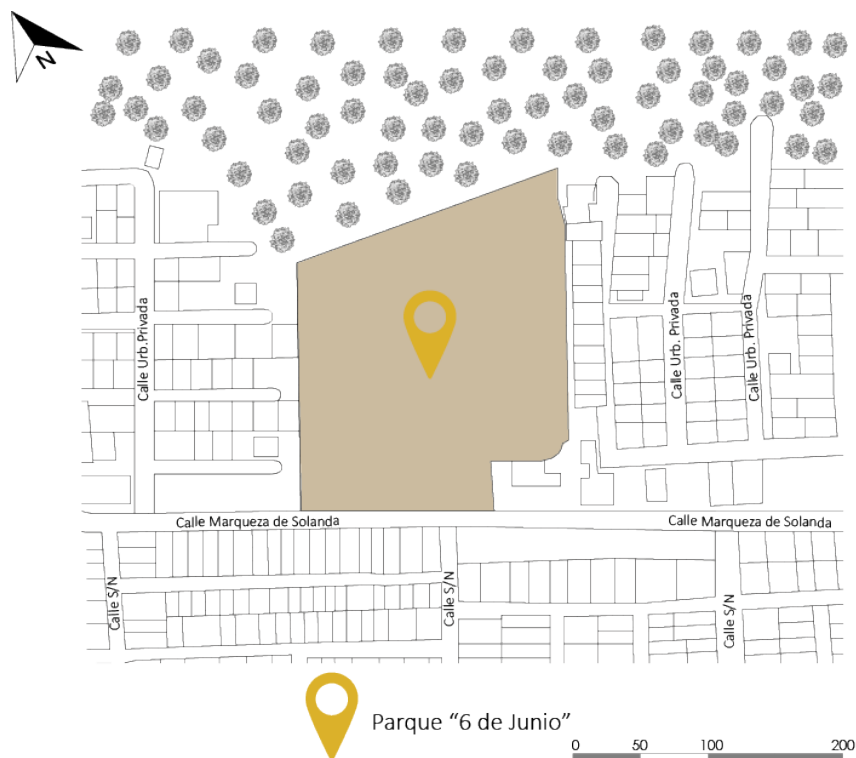 N
Calle Urb.Privada
Calle Urb. Privada
Calle Urb. Privada
Calle Marqueza de Solanda
Calle Marqueza de Solanda
Calle S/N
Calle S/N
Calle S/N
Parque “6 de Junio”
0 50 100 200